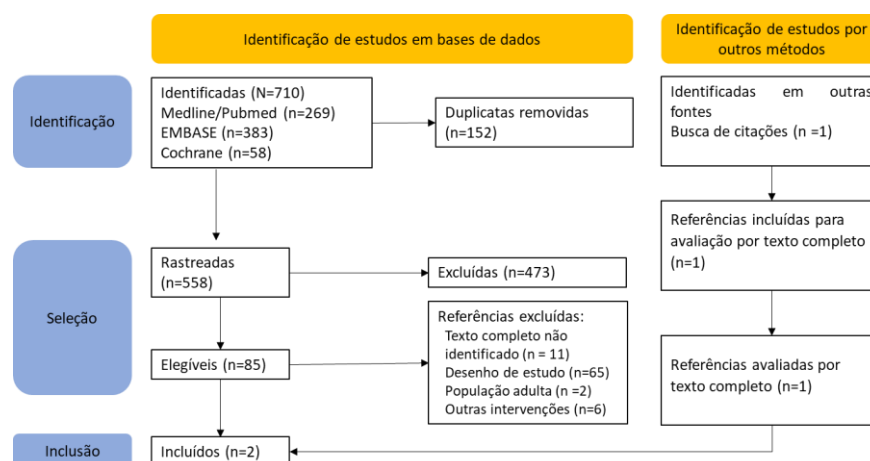 Identificação de estudos em bases de dados
Identificação de estudos por
outros métodos
Identificação
Identificadas (N=710)
Medline/Pubmed (n=269)
EMBASE (n=383)
Cochrane (n=58)
Duplicatas removidas
(n=152)
Identificadas em outras
fontes
Busca de citações (n =1)
Referências incluídas para
avaliação por texto completo
(n=1)
Seleção
Rastreadas
(n=558)
Excluídas (n=473)
Elegíveis (n=85)
Referências excluídas:
Texto completo não
identificado (n = 11)
Desenho de estudo (n=65)
População adulta (n =2)
Outras intervenções (n=6)
Referências avaliadas por
texto completo (n=1)
Inclusão
Incluídos (n=2)